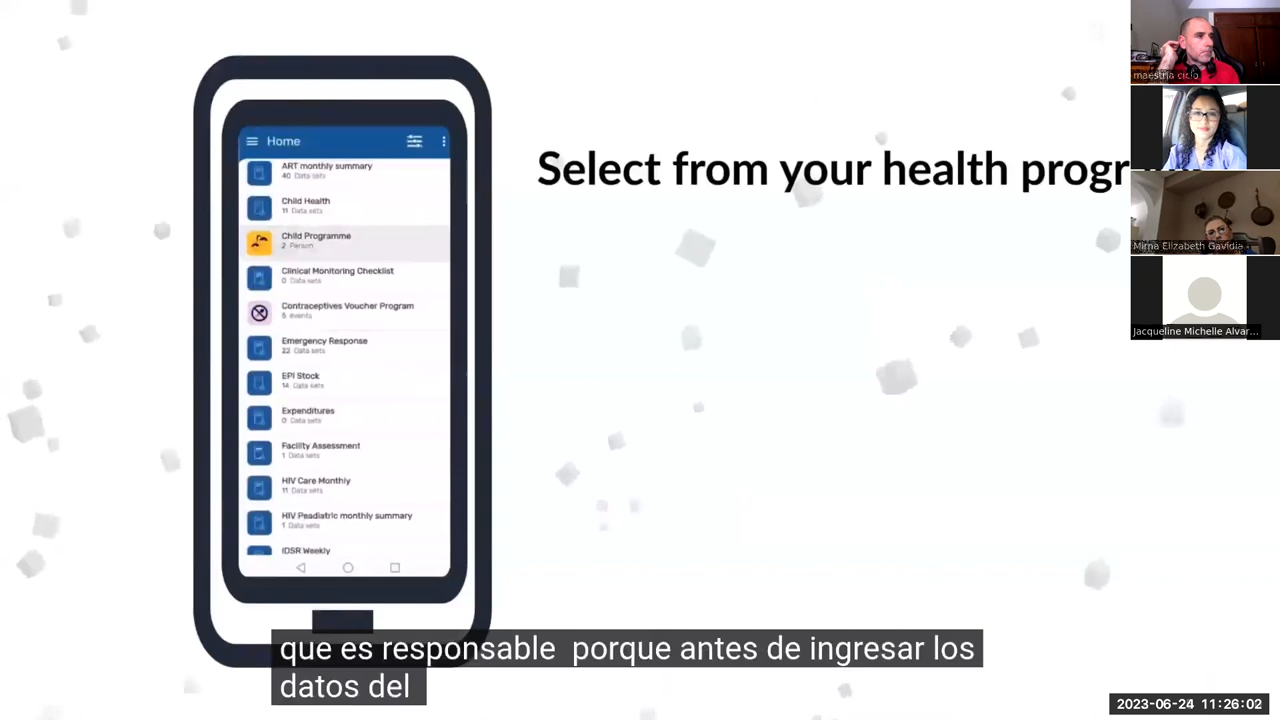 Home
ART monthly summary
40 Data sets
Child Health
11 Data sets
Child Programme
2 Person
Clinical Monitoring Checklist
0 Data sets
Contraceptives Voucher Program
5 events
Emergency Response
22 Data sets
EPI Stock
14 Data sets
Expenditures
0 Data sets
Facility Assessment
1 Data sets
HIV Care Monthly
11 Data sets
HIV Peadiatric monthly summary
1 Data sets
IDSR Weekly
Select from your health progr
que es responsable porque antes de ingresar los
datos del
maestria ciclo
Mirna Elizabeth Gavidia
Jacqueline Michelle Alvar...
2023-06-24 11:26:02